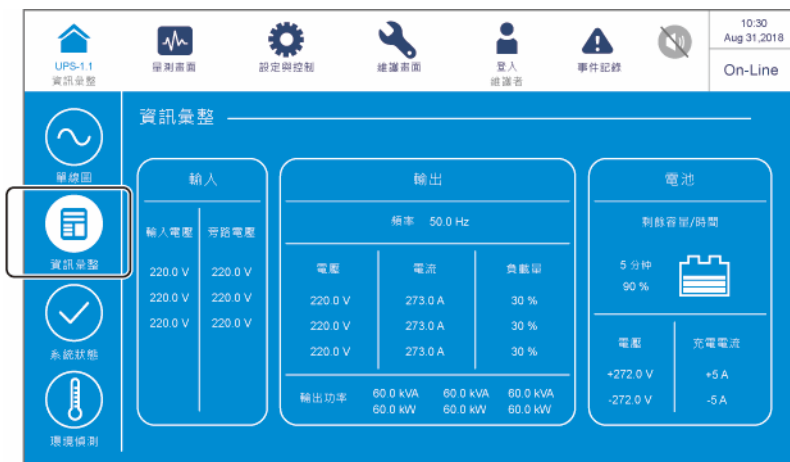 UPS-1.1
資訊彙整
量測畫面
設定與控制
維護畫面
登入
維護者
事件記錄
10:30
Aug 31,2018
On-Line
單線圖
資訊彙整
系統狀態
環境偵測
資訊彙整
輸入
輸入電壓 旁路電壓
220.0 V 220.0 V
220.0 V 220.0 V
220.0 V 220.0 V
輸出
頻率 50.0 Hz
電壓 電流 負載量
220.0 V 273.0 A 30 %
220.0 V 273.0 A 30 %
220.0 V 273.0 A 30 %
輸出功率 60.0 kVA 60.0 kVA 60.0 kVA
60.0 kW 60.0 kW 60.0 kW
電池
剩餘容量/時間
5 分钟
90 %
電壓 充電電流
+272.0 V +5 A
-272.0 V -5 A